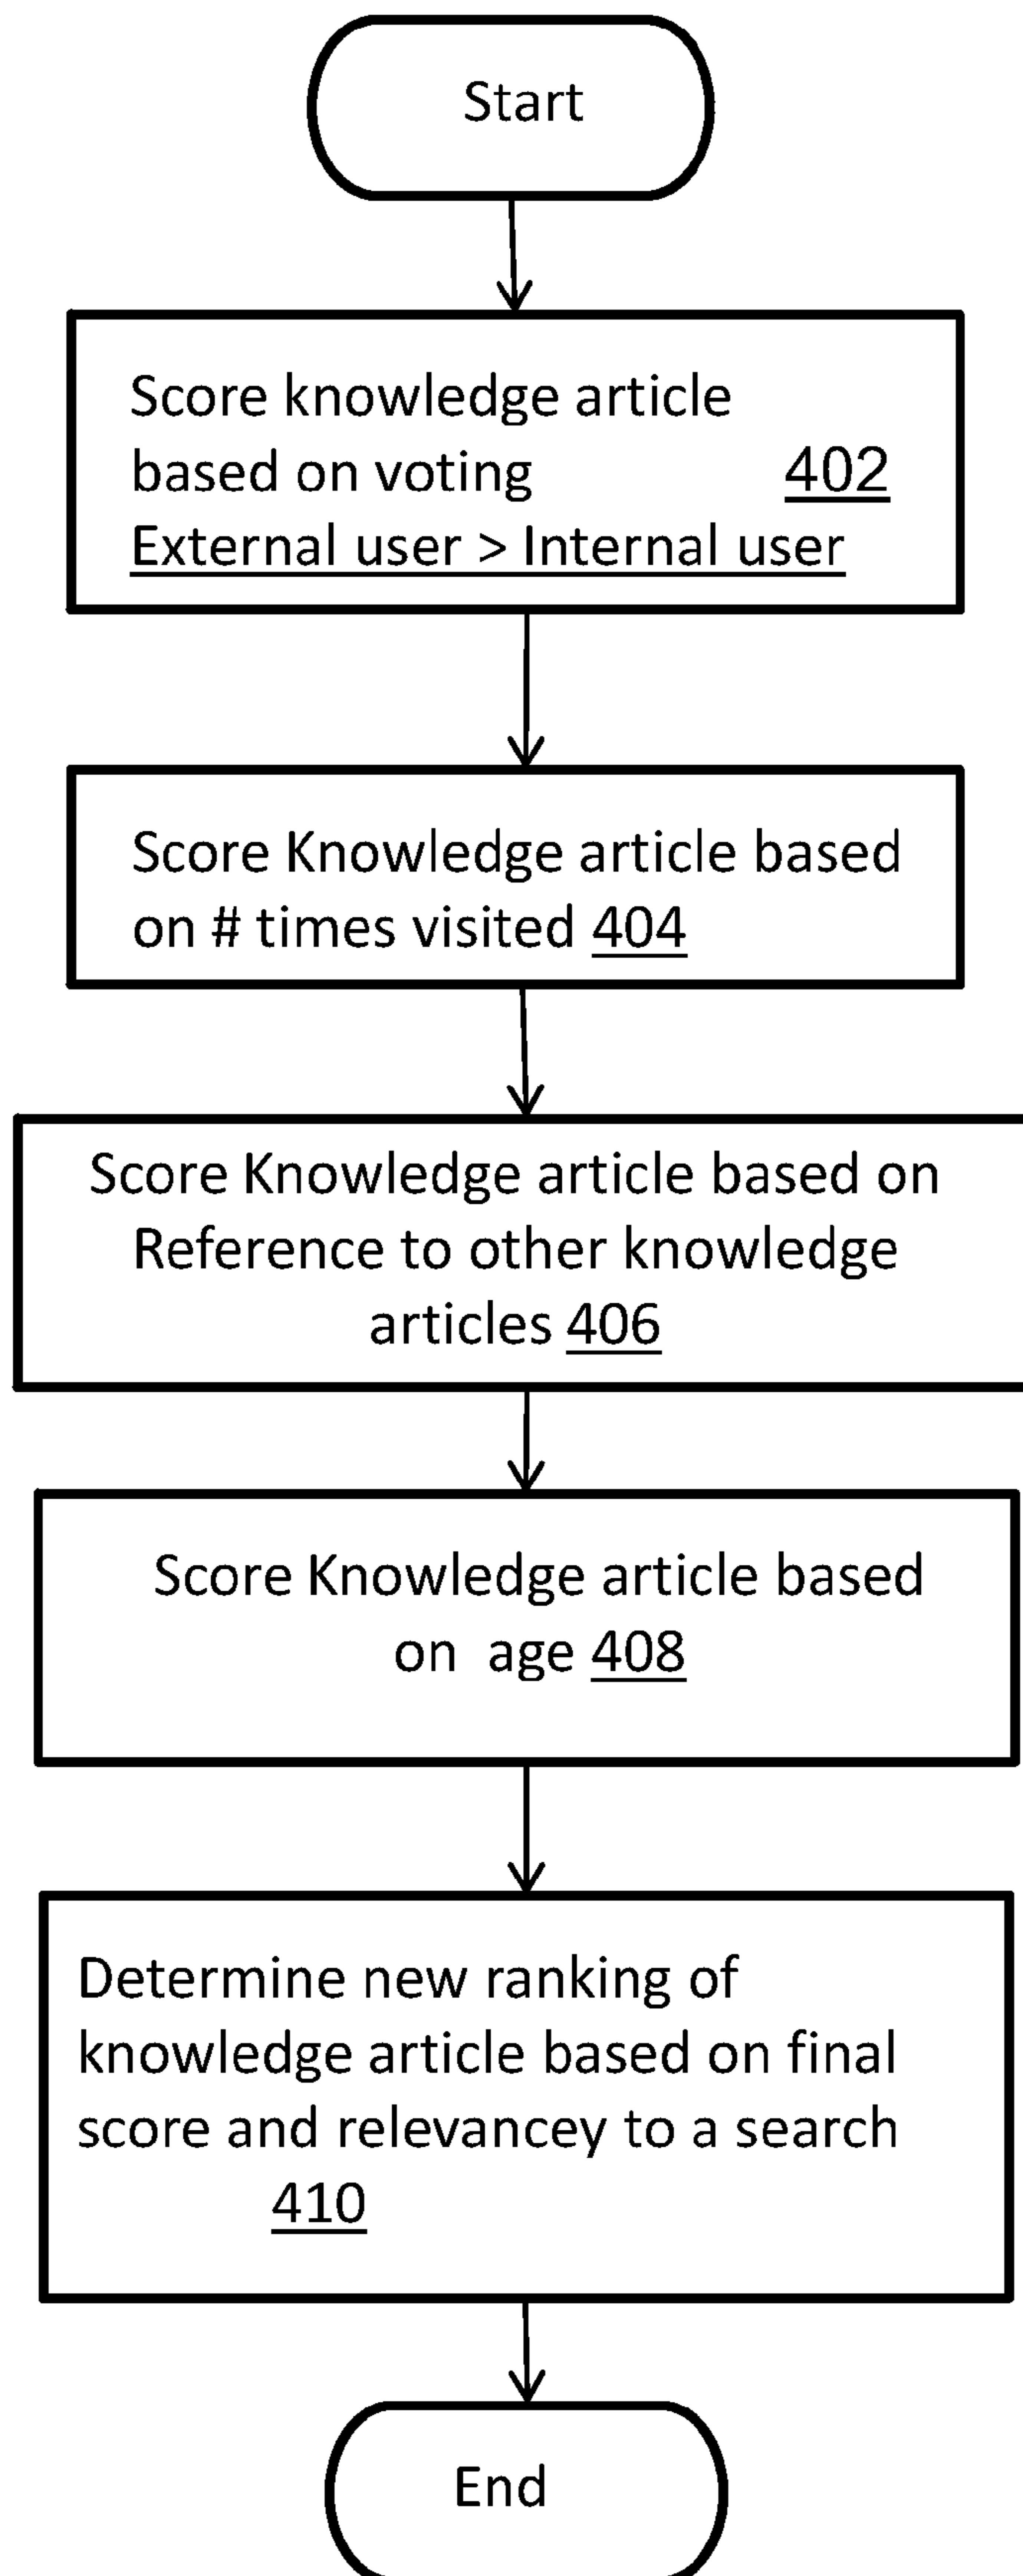 Start
Score knowledge article
based on voting 402
External user > Internal user
Score Knowledge article based
on # times visited 404
Score Knowledge article based on
Reference to other knowledge
articles 406
Score Knowledge article based
on age 408
Determine new ranking of
knowledge article based on final
score and relevancey to a search
410
End